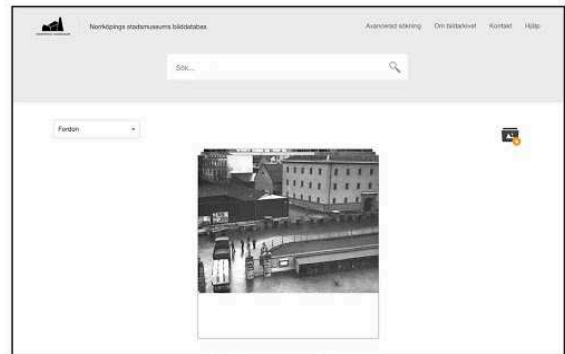 Norrköpings stadsmuseums bilddatabas
Avancerad sökning
Om bildarkivet
Kontakt
Hjälp
Sök...
Fordon